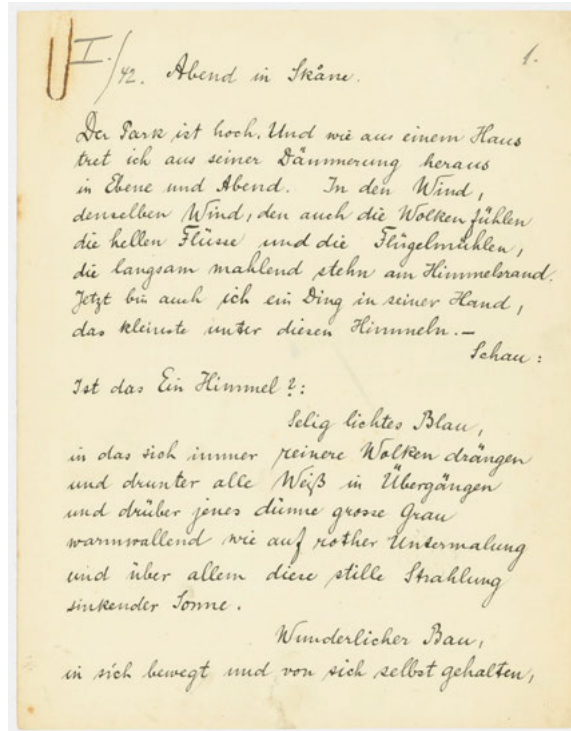 I./42. Abend in Skåne.
1.
Der Park ist hoch. Und wie aus einem Haus
tret ich aus seiner Dämmerung heraus
in Ebene und Abend. In den Wind,
denselben Wind, den auch die Wolken fühlen
die hellen Flüsse und die Flügelmühlen,
die langsam mahlend stehn am Himmelsrand.
Jetzt bin auch ich ein Ding in seiner Hand,
das kleinste unter diesen Himmeln.—
Schau:
Ist das Ein Himmel?:
Selig lichtes Blau,
in das sich immer reinere Wolken drängen
und drunter alle Weiß in Übergängen
und drüber jenes dünne grosse Grau
warmwallend wie auf rother Untermalung
und über allem diese stille Strahlung
sinkender Sonne.
Wunderlicher Bau,
in sich bewegt und von sich selbst gehalten,